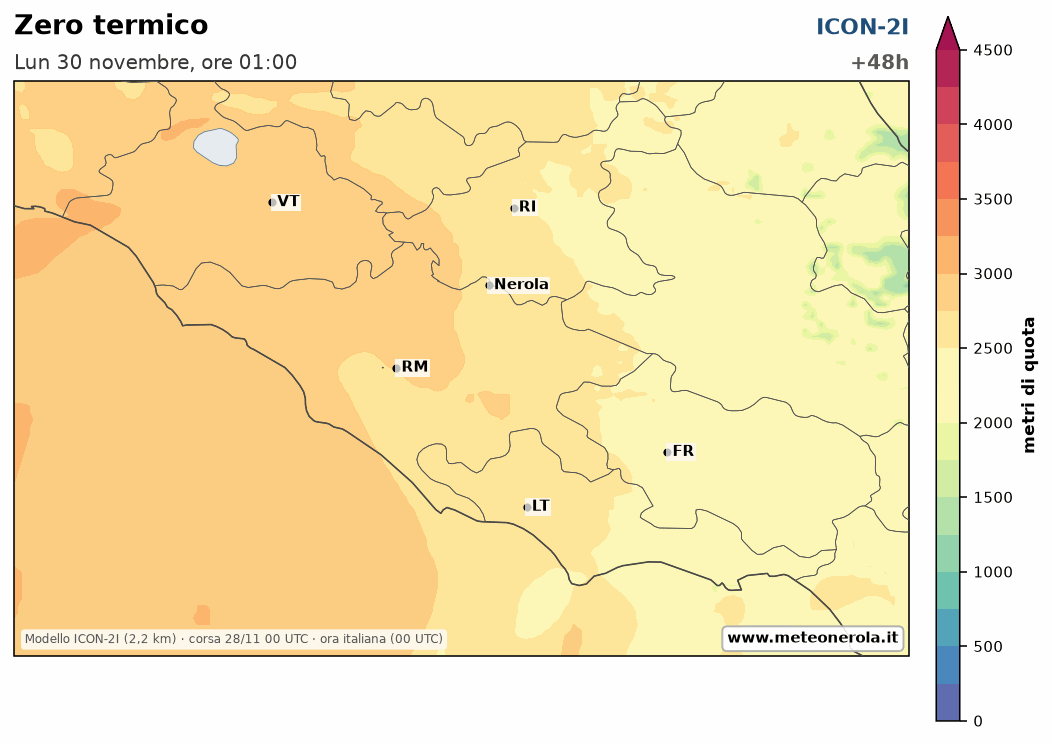 Zero termico
ICON-2I
Lun 30 novembre, ore 01:00
+48h
VT
RI
Nerola
RM
FR
LT
Modello ICON-2I (2,2 km) · corsa 28/11 00 UTC · ora italiana (00 UTC)
www.meteonerola.it
4500
4000
3500
3000
2500
2000
1500
1000
500
0
metri di quota